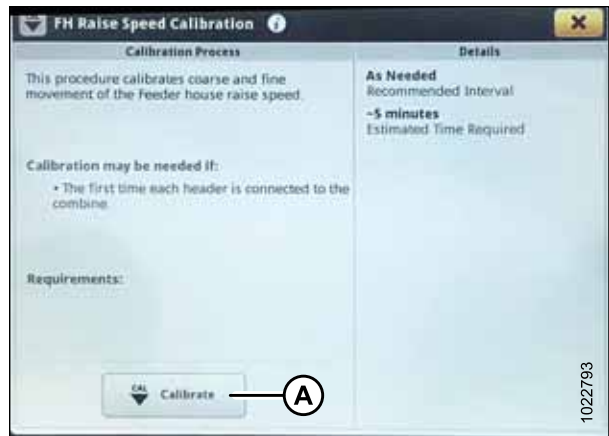 FH Raise Speed Calibration i
Calibration Process
Details
This procedure calibrates coarse and fine
movement of the Feeder house raise speed.
Calibration may be needed if:
• The first time each header is connected to the
combine.
Requirements:
CAL Calibrate
A
As Needed
Recommended Interval
~5 minutes
Estimated Time Required
1022793